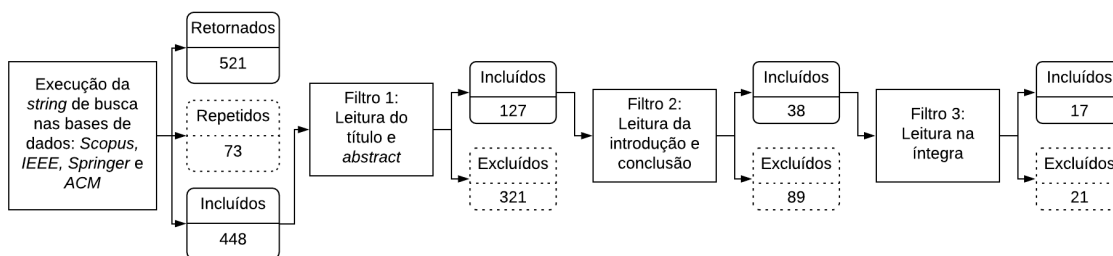 Execução da
string de busca
nas bases de
dados: Scopus,
IEEE, Springer e
ACM
Retornados
521
Repetidos
73
Incluídos
448
Filtro 1:
Leitura do
título e
abstract
Incluídos
127
Excluídos
321
Filtro 2:
Leitura da
introdução e
conclusão
Incluídos
38
Excluídos
89
Filtro 3:
Leitura na
íntegra
Incluídos
17
Excluídos
21